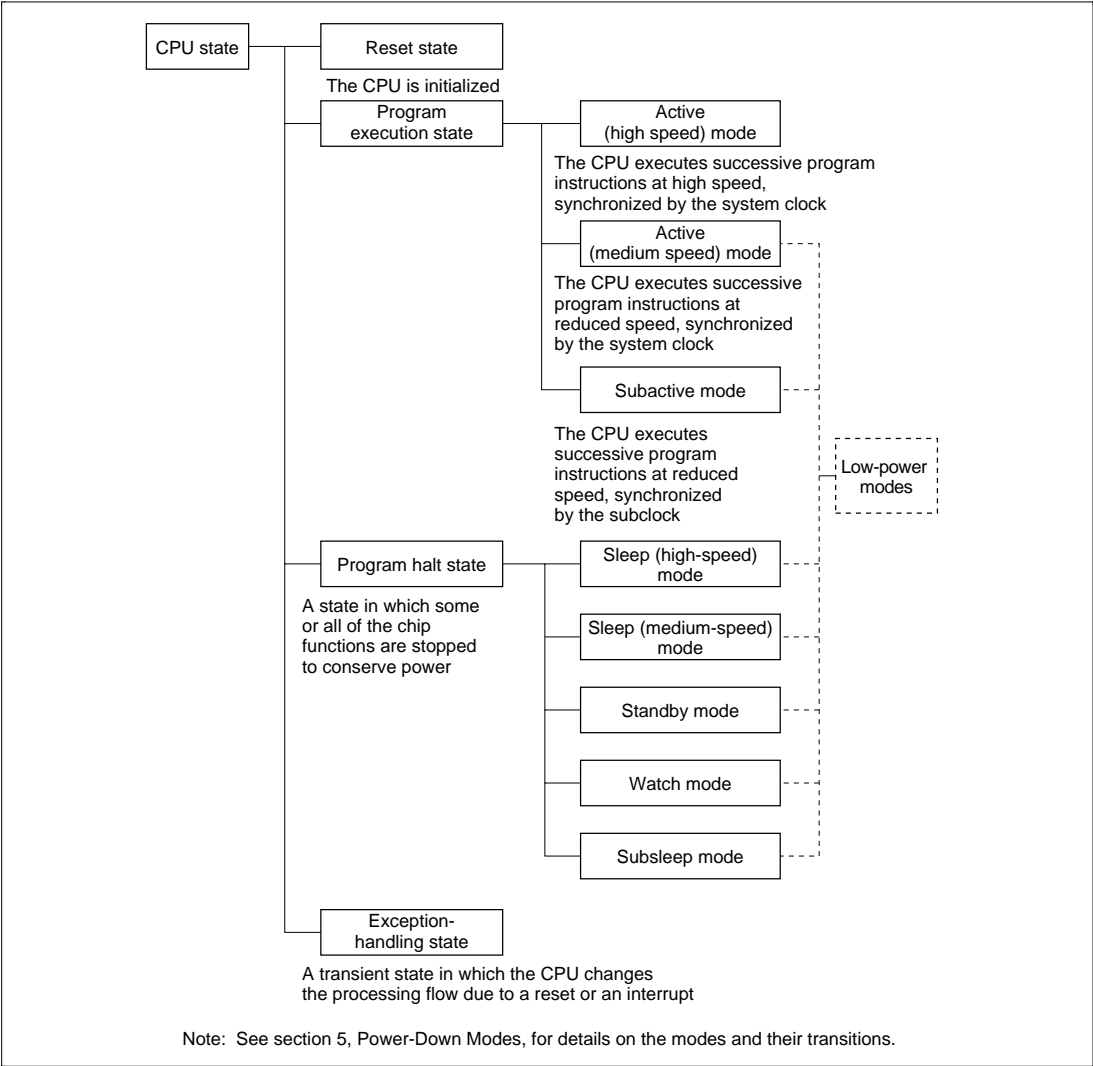 CPU state
Reset state
The CPU is initialized
Program
execution state
Active
(high speed) mode
The CPU executes successive program
instructions at high speed,
synchronized by the system clock
Active
(medium speed) mode
The CPU executes successive
program instructions at
reduced speed, synchronized
by the system clock
Subactive mode
The CPU executes
successive program
instructions at reduced
speed, synchronized
by the subclock
Low-power
modes
Program halt state
A state in which some
or all of the chip
functions are stopped
to conserve power
Sleep (high-speed)
mode
Sleep (medium-speed)
mode
Standby mode
Watch mode
Subsleep mode
Exception-
handling state
A transient state in which the CPU changes
the processing flow due to a reset or an interrupt
Note: See section 5, Power-Down Modes, for details on the modes and their transitions.